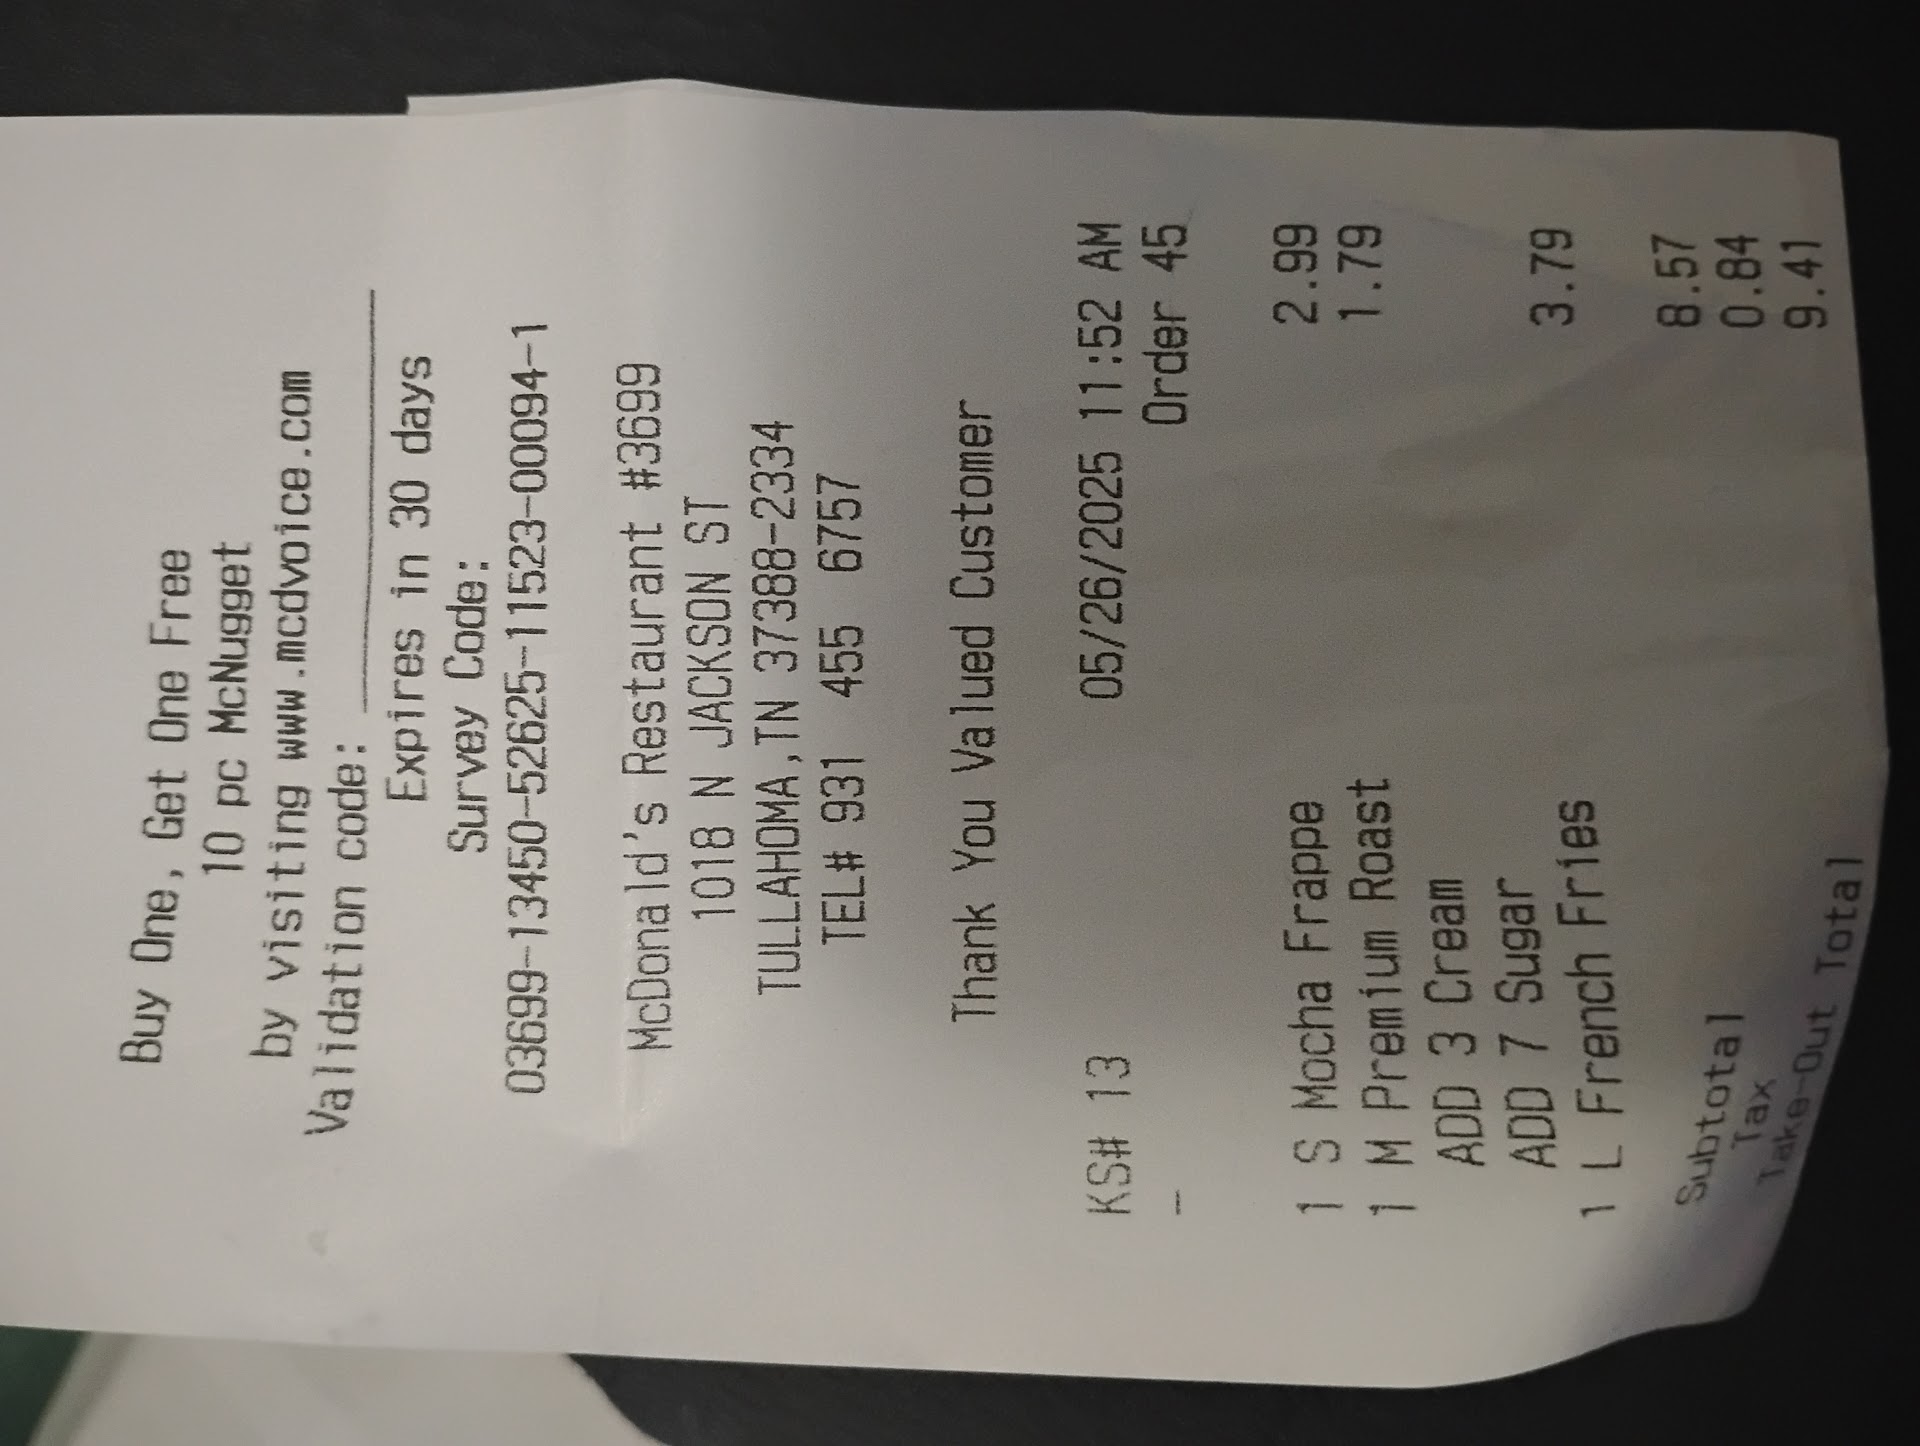 Buy One, Get One Free
10 pc McNugget
by visiting www.mcdvoice.com
Validation code: ____________
Expires in 30 days
Survey Code:
03699-13450-52625-11523-00094-1
McDonald's Restaurant #3699
1018 N JACKSON ST
TULLAHOMA,TN 37388-2334
TEL# 931 455 6757
Thank You Valued Customer
KS# 13 05/26/2025 11:52 AM
- Order 45
1 S Mocha Frappe 2.99
1 M Premium Roast 1.79
ADD 3 Cream
ADD 7 Sugar
1 L French Fries 3.79
Subtotal 8.57
Tax 0.84
Take-Out Total 9.41